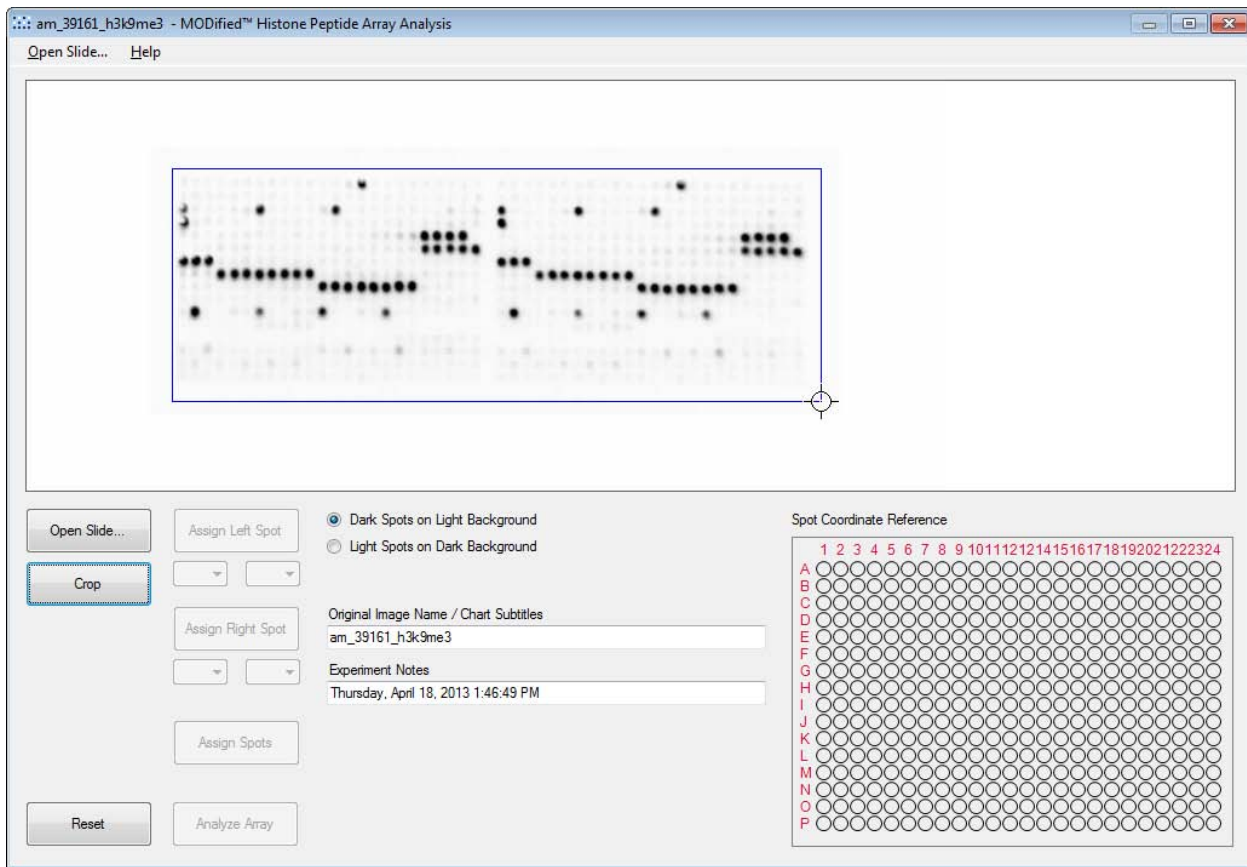 am_39161_h3k9me3 - MODified™ Histone Peptide Array Analysis
Open Slide... Help
Open Slide...
Assign Left Spot
Dark Spots on Light Background
Light Spots on Dark Background
Spot Coordinate Reference
Crop
Assign Right Spot
Original Image Name / Chart Subtitles
am_39161_h3k9me3
Experiment Notes
Thursday, April 18, 2013 1:46:49 PM
Assign Spots
Reset
Analyze Array
1 2 3 4 5 6 7 8 9 10 11 12 12 14 15 16 17 18 19 20 21 22 23 24
A
B
C
D
E
F
G
H
I
J
K
L
M
N
O
P